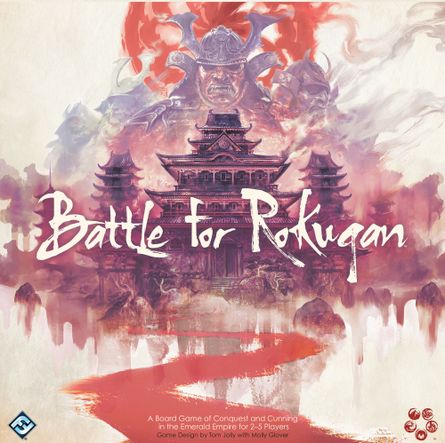 Battle for Rokugan
A Board Game of Conquest and Cunning
in the Emerald Empire for 2–5 Players
Game Design by Tom Jolly with Molly Glover